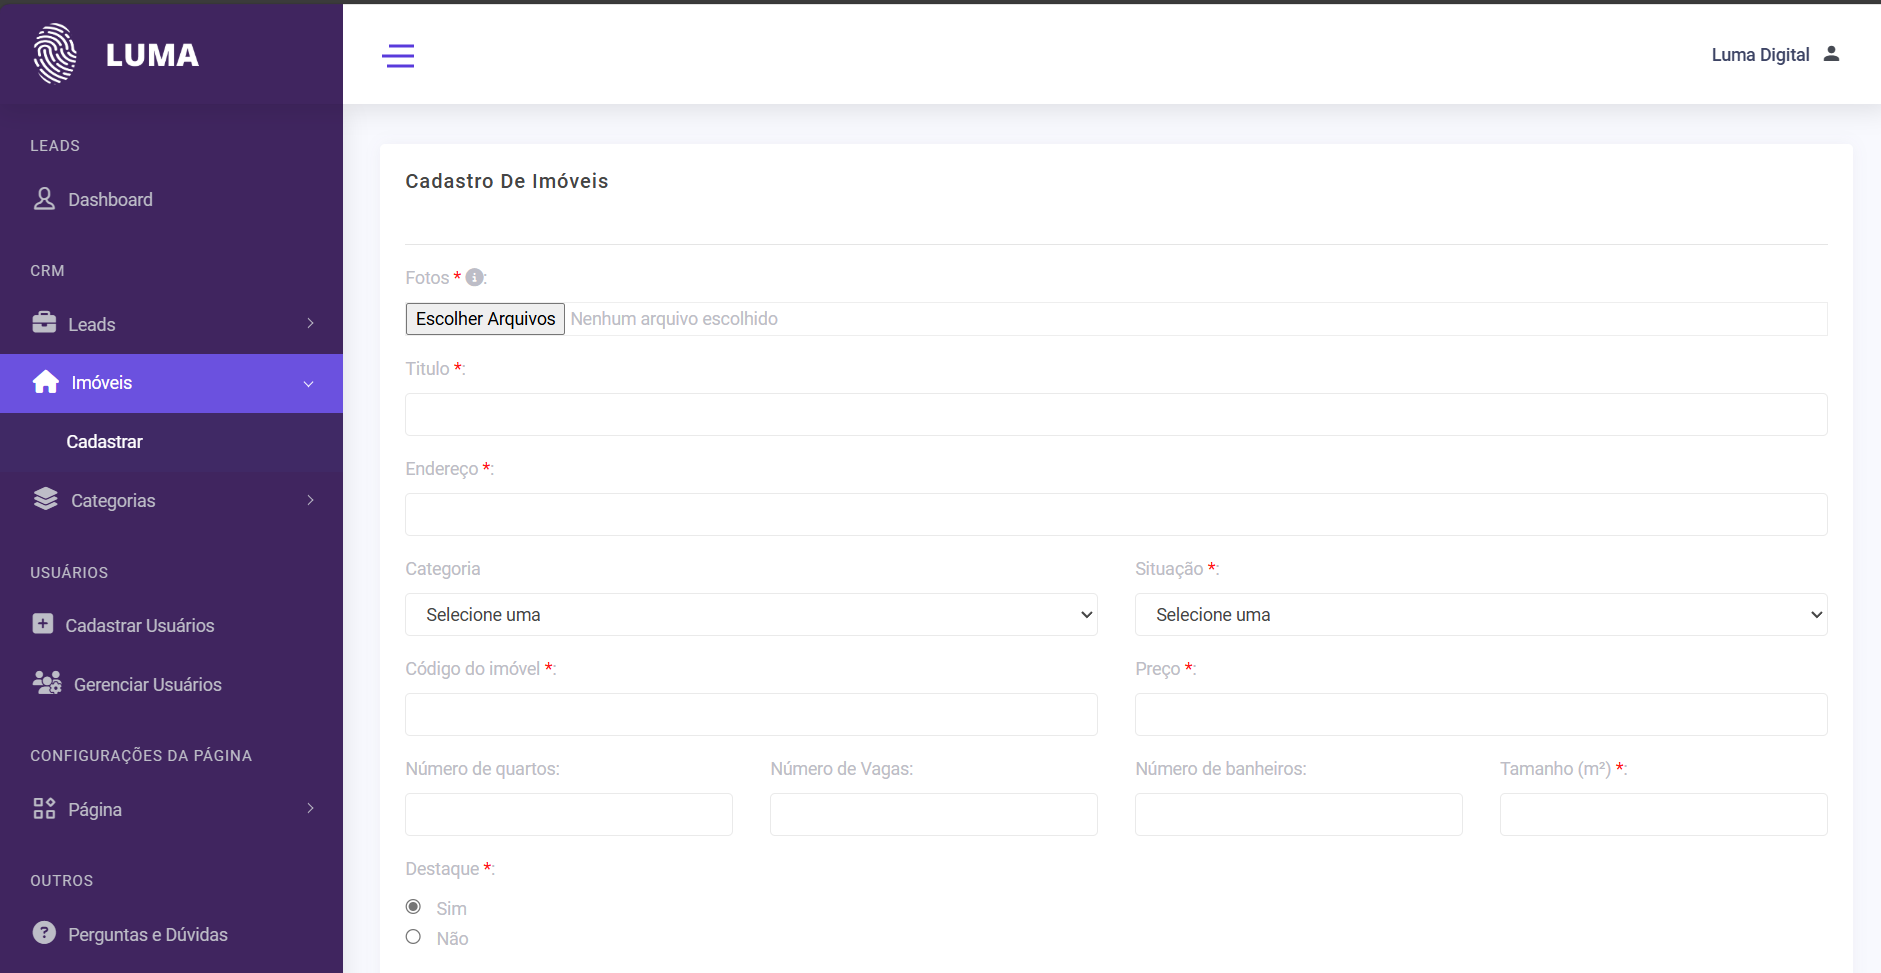 LUMA
Luma Digital
LEADS
Dashboard
CRM
Leads
Imóveis
Cadastrar
Categorias
USUÁRIOS
Cadastrar Usuários
Gerenciar Usuários
CONFIGURAÇÕES DA PÁGINA
Página
OUTROS
Perguntas e Dúvidas
Cadastro De Imóveis
Fotos * :
Escolher Arquivos Nenhum arquivo escolhido
Titulo *:
Endereço *:
Categoria Situação *:
Selecione uma Selecione uma
Código do imóvel *: Preço *:
Número de quartos: Número de Vagas: Número de banheiros: Tamanho (m²) *:
Destaque *:
Sim
Não